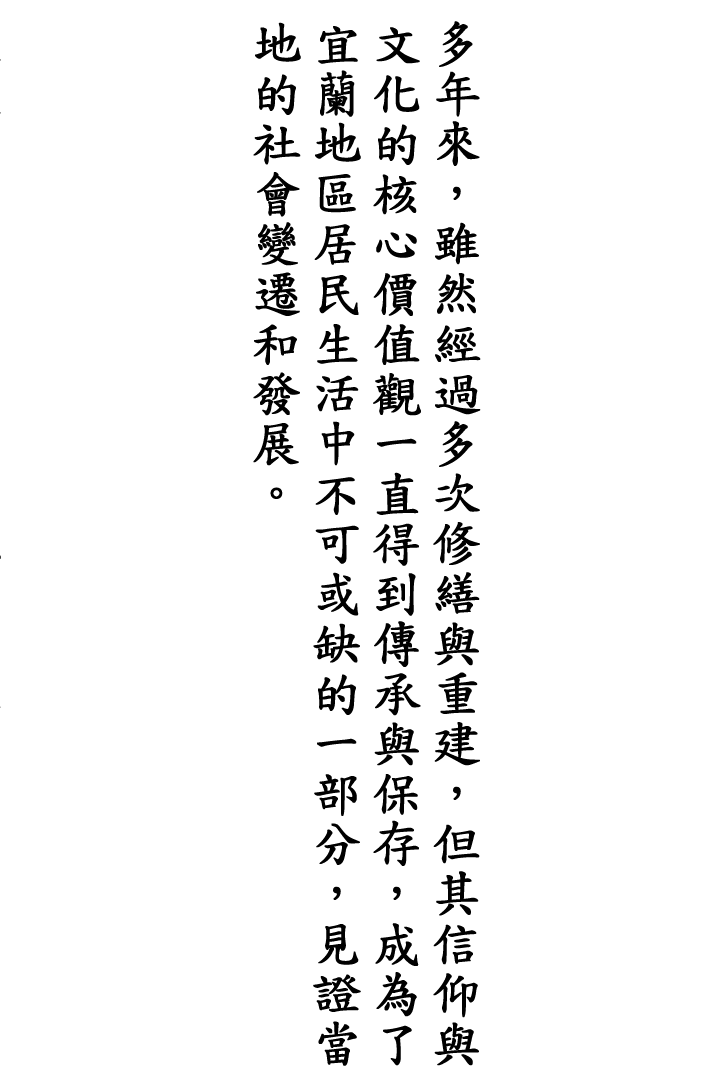 多年來，雖然經過多次修繕與重建，但其信仰與
文化的核心價值觀一直得到傳承與保存，成為了
宜蘭地區居民生活中不可或缺的一部分，見證當
地的社會變遷和發展。